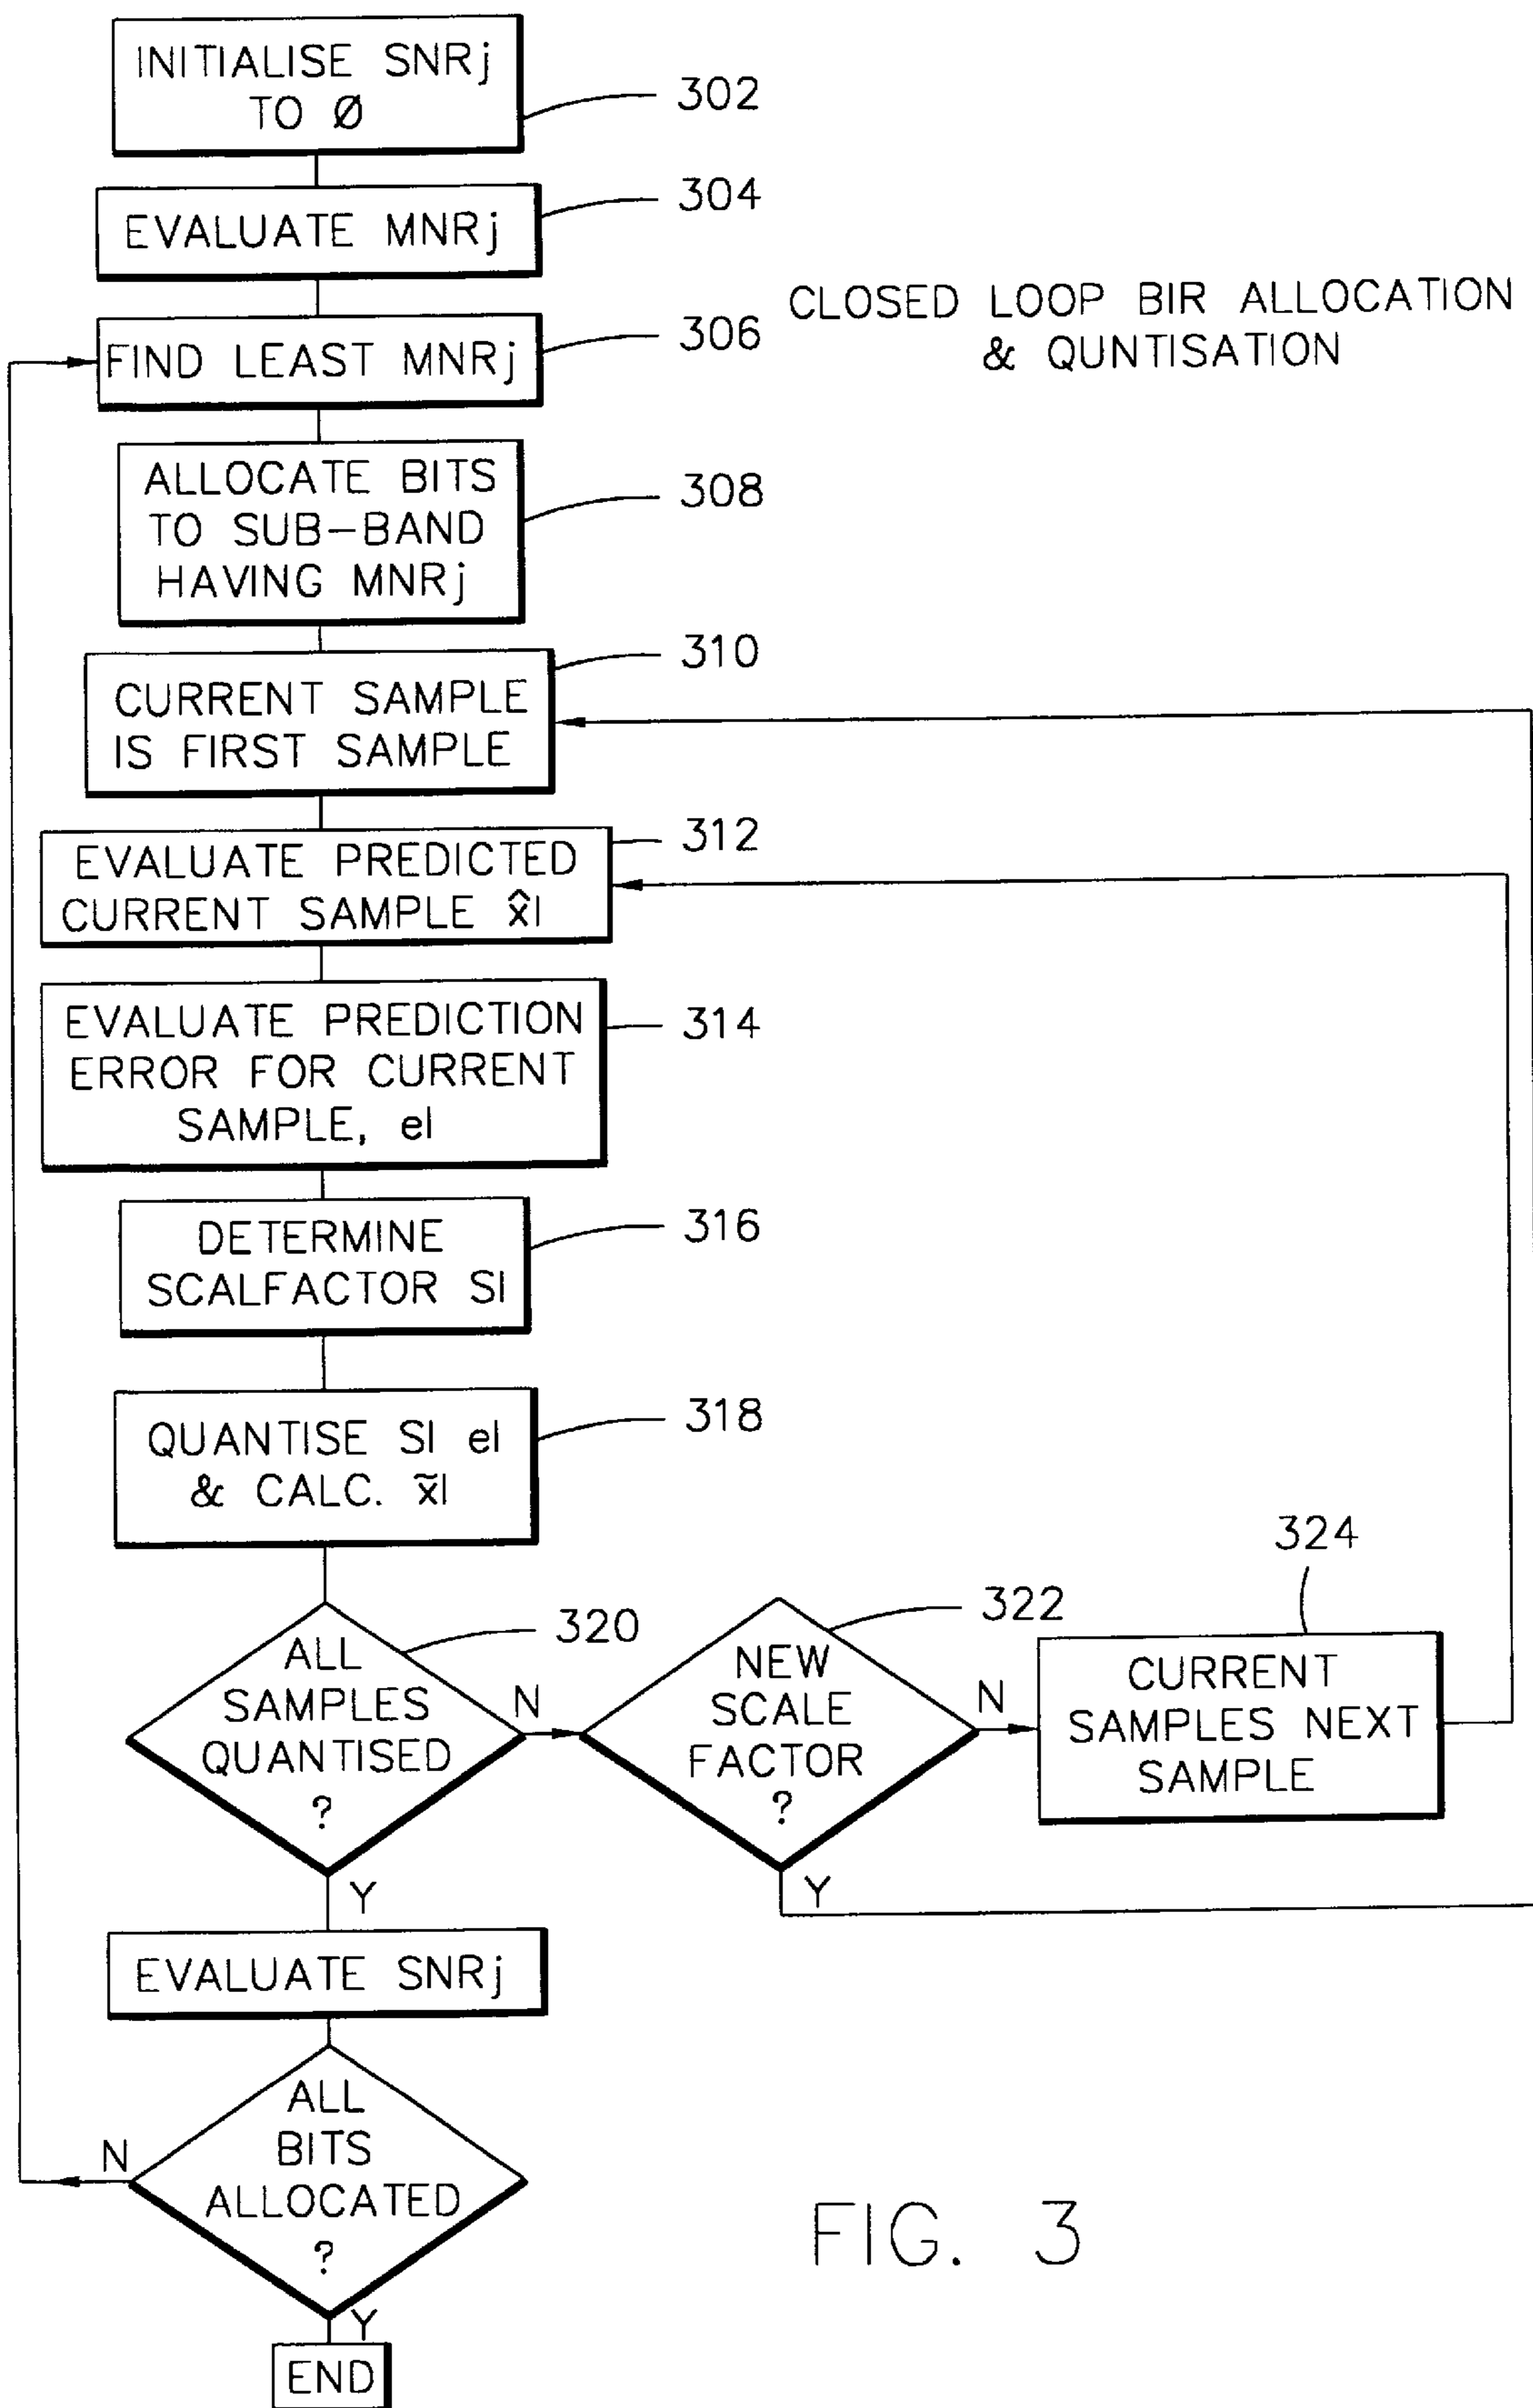 INITIALISE SNRj
TO Ø
302
EVALUATE MNRj
304
CLOSED LOOP BIR ALLOCATION
& QUNTISATION
FIND LEAST MNRj
306
ALLOCATE BITS
TO SUB-BAND
HAVING MNRj
308
CURRENT SAMPLE
IS FIRST SAMPLE
310
EVALUATE PREDICTED
CURRENT SAMPLE x̂l
312
EVALUATE PREDICTION
ERROR FOR CURRENT
SAMPLE, el
314
DETERMINE
SCALFACTOR Sl
316
QUANTISE Sl el
& CALC. x̃l
318
ALL
SAMPLES
QUANTISED
?
320
N
Y
NEW
SCALE
FACTOR
?
322
N
Y
CURRENT
SAMPLES NEXT
SAMPLE
324
EVALUATE SNRj
ALL
BITS
ALLOCATED
?
N
Y
END
FIG. 3